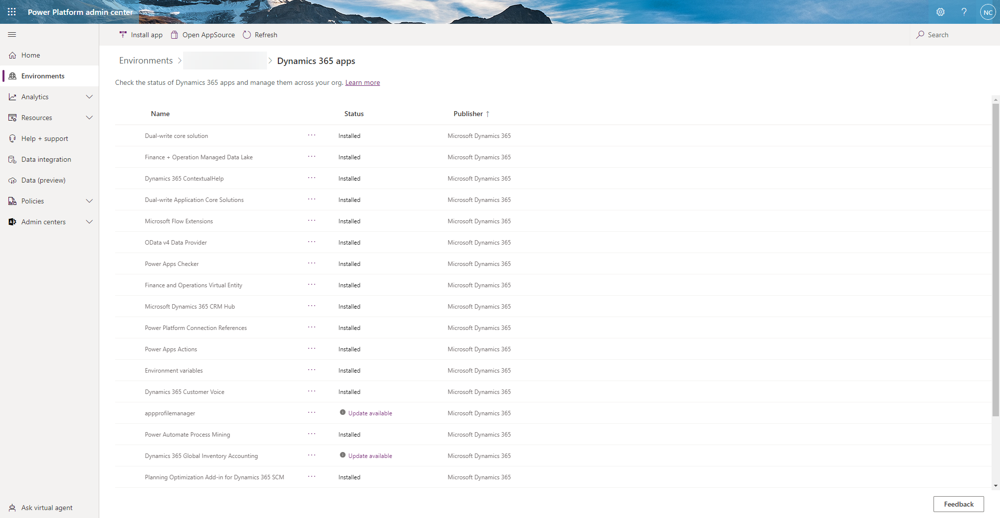 Power Platform admin center
?
NC
Install app
Open AppSource
Refresh
Search
Home
Environments
Analytics
Resources
Help + support
Data integration
Data (preview)
Policies
Admin centers
Ask virtual agent
Environments > > Dynamics 365 apps
Check the status of Dynamics 365 apps and manage them across your org. Learn more
Name Status Publisher ↑
Dual-write core solution ... Installed Microsoft Dynamics 365
Finance + Operation Managed Data Lake ... Installed Microsoft Dynamics 365
Dynamics 365 ContextualHelp ... Installed Microsoft Dynamics 365
Dual-write Application Core Solutions ... Installed Microsoft Dynamics 365
Microsoft Flow Extensions ... Installed Microsoft Dynamics 365
OData v4 Data Provider ... Installed Microsoft Dynamics 365
Power Apps Checker ... Installed Microsoft Dynamics 365
Finance and Operations Virtual Entity ... Installed Microsoft Dynamics 365
Microsoft Dynamics 365 CRM Hub ... Installed Microsoft Dynamics 365
Power Platform Connection References ... Installed Microsoft Dynamics 365
Power Apps Actions ... Installed Microsoft Dynamics 365
Environment variables ... Installed Microsoft Dynamics 365
Dynamics 365 Customer Voice ... Installed Microsoft Dynamics 365
appprofilemanager ... Update available Microsoft Dynamics 365
Power Automate Process Mining ... Installed Microsoft Dynamics 365
Dynamics 365 Global Inventory Accounting ... Update available Microsoft Dynamics 365
Planning Optimization Add-in for Dynamics 365 SCM ... Installed Microsoft Dynamics 365
Feedback